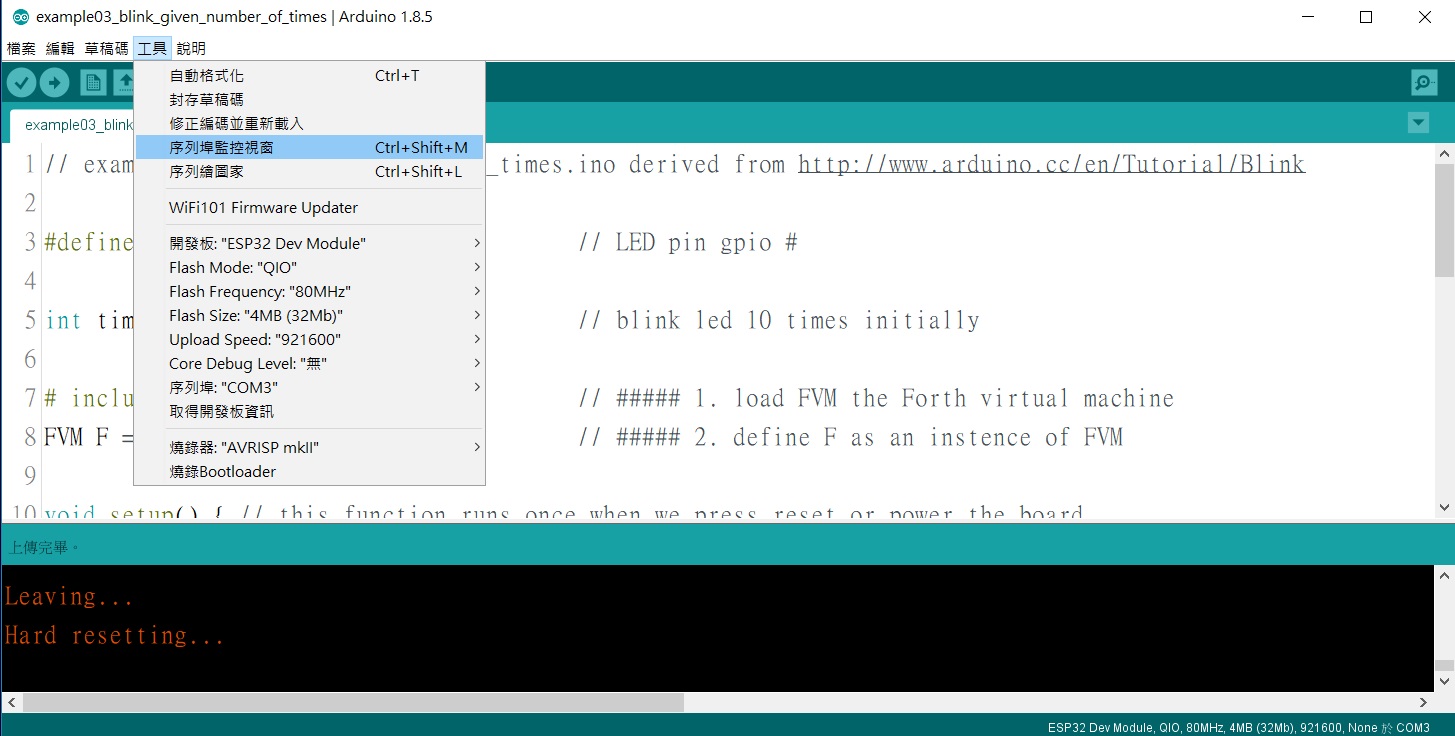 example03_blink_given_number_of_times | Arduino 1.8.5
檔案 編輯 草稿碼 工具 說明
自動格式化 Ctrl+T
封存草稿碼
修正編碼並重新載入
序列埠監控視窗 Ctrl+Shift+M
序列繪圖家 Ctrl+Shift+L
WiFi101 Firmware Updater
開發板: "ESP32 Dev Module"
Flash Mode: "QIO"
Flash Frequency: "80MHz"
Flash Size: "4MB (32Mb)"
Upload Speed: "921600"
Core Debug Level: "無"
序列埠: "COM3"
取得開發板資訊
燒錄器: "AVRISP mkII"
燒錄Bootloader
example03_blink
1 // exam _times.ino derived from http://www.arduino.cc/en/Tutorial/Blink
2
3 #define // LED pin gpio #
4
5 int tim // blink led 10 times initially
6
7 # inclu // ##### 1. load FVM the Forth virtual machine
8 FVM F = // ##### 2. define F as an instence of FVM
9
10 void setup() { // this function runs once when we press reset or power the board
上傳完畢。
Leaving...
Hard resetting...
ESP32 Dev Module, QIO, 80MHz, 4MB (32Mb), 921600, None 於 COM3